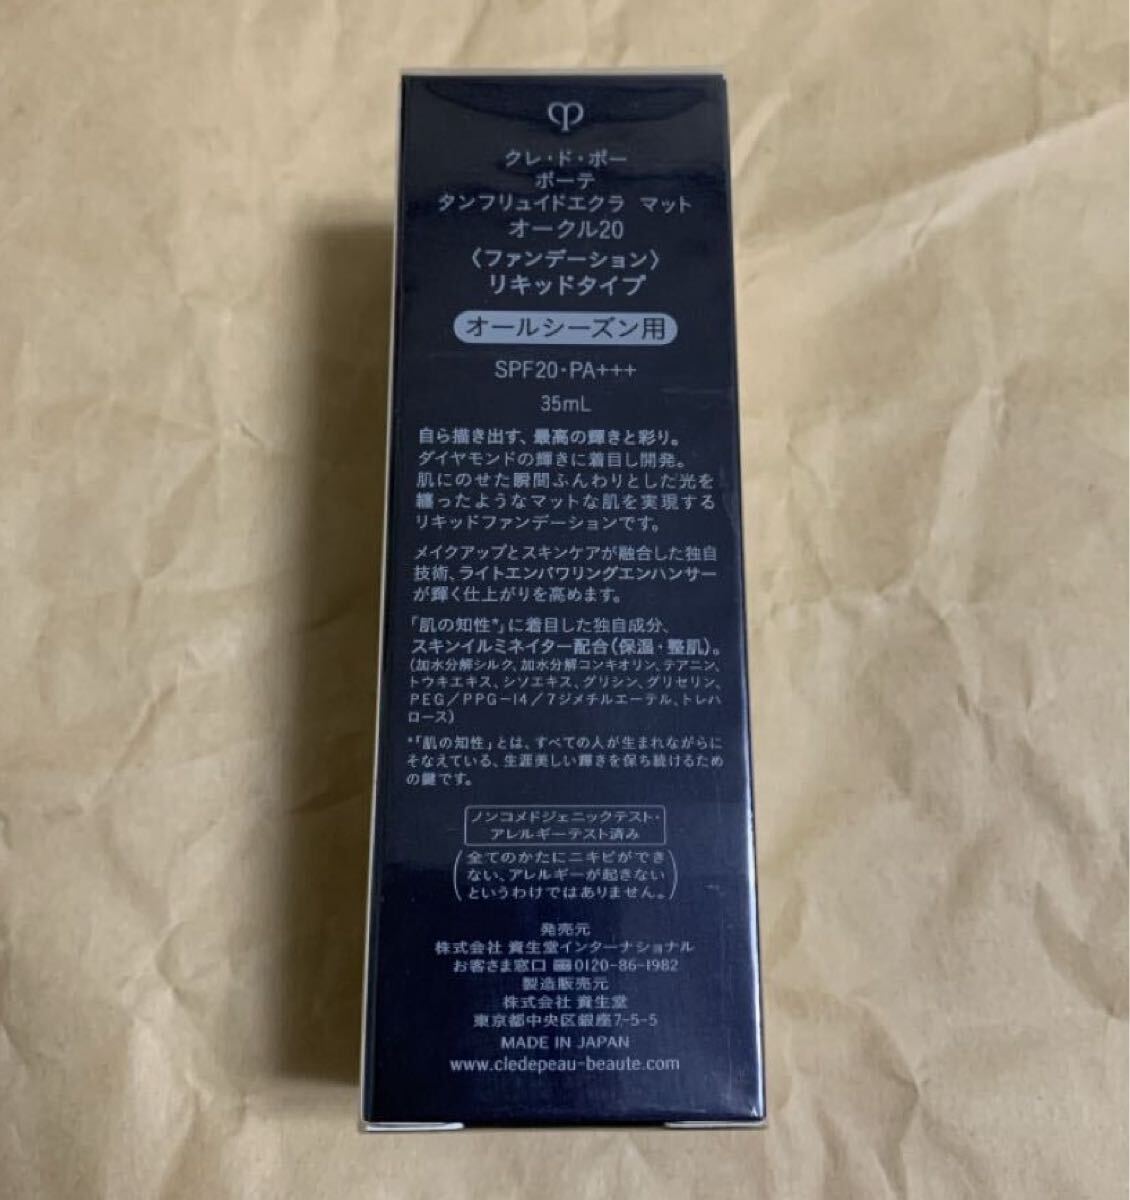 クレ・ド・ポー
ボーテ
タンフリュイドエクラ マット
オークル20
〈ファンデーション〉
リキッドタイプ
オールシーズン用
SPF20・PA+++
35mL
自ら描き出す、最高の輝きと彩り。
ダイヤモンドの輝きに着目し開発。
肌にのせた瞬間ふんわりとした光を
纏ったようなマットな肌を実現する
リキッドファンデーションです。
メイクアップとスキンケアが融合した独自
技術、ライトエンパワリングエンハンサー
が輝く仕上がりを高めます。
「肌の知性*」に着目した独自成分、
スキンイルミネイター配合(保湿・整肌)。
(加水分解シルク、加水分解コンキオリン、テアニン、
トウキエキス、シソエキス、グリシン、グリセリン、
PEG/PPG-14/7ジメチルエーテル、トレハ
ロース)
*「肌の知性」とは、すべての人が生まれながらに
そなえている、生涯美しい輝きを保ち続けるため
の鍵です。
ノンコメドジェニックテスト・
アレルギーテスト済み
(全てのかたにニキビができ
ない、アレルギーが起きない
というわけではありません。)
発売元
株式会社 資生堂インターナショナル
お客さま窓口 0120-86-1982
製造販売元
株式会社 資生堂
東京都中央区銀座7-5-5
MADE IN JAPAN
www.cledepeau-beaute.com